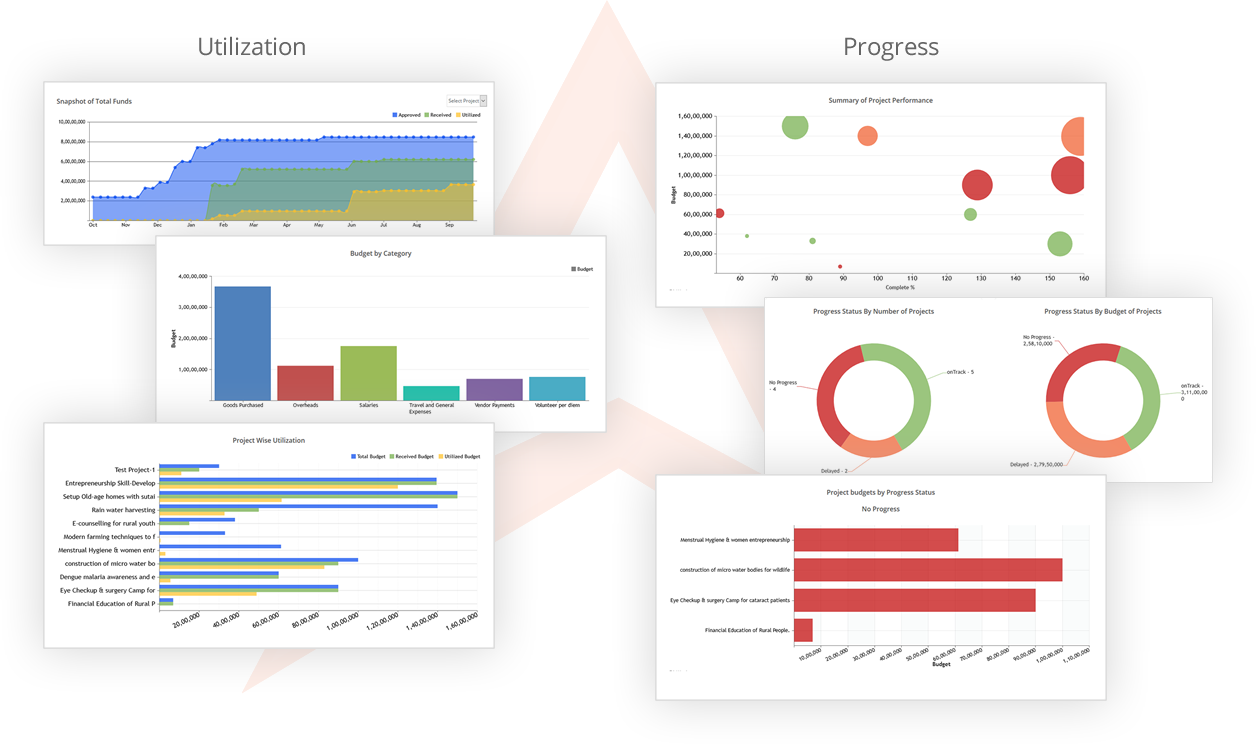 Utilization
Progress
Snapshot of Total Funds
Select Project
Approved Received Utilized
10,00,00,000
8,00,00,000
6,00,00,000
4,00,00,000
2,00,00,000
Oct Nov Dec Jan Feb Mar Apr May Jun Jul Aug Sep
Budget by Category
Budget
4,00,00,000
3,00,00,000
2,00,00,000
1,00,00,000
Budget
Goods Purchased Overheads Salaries Travel and General Vendor Payments Volunteer per diem
Expenses
Project Wise Utilization
Total Budget Received Budget Utilized Budget
Test Project-1
Entrepreneurship Skill-Develop
Setup Old-age homes with sutai
Rain water harvesting
E-counselling for rural youth
Modern farming techniques to f
Menstrual Hygiene & women entr
construction of micro water bo
Dengue malaria awareness and e
Eye Checkup & surgery Camp for
Financial Education of Rural P
20,00,000 40,00,000 60,00,000 80,00,000 1,00,00,000 1,20,00,000 1,40,00,000 1,60,00,000
Summary of Project Performance
1,60,00,000
1,40,00,000
1,20,00,000
1,00,00,000
80,00,000
60,00,000
40,00,000
20,00,000
Budget
60 70 80 90 100 110 120 130 140 150 160
Complete %
Progress Status By Number of Projects
No Progress
- 4
onTrack - 5
Delayed - 2
Progress Status By Budget of Projects
No Progress -
2,58,10,000
onTrack -
3,11,00,00
0
Delayed - 2,79,50,000
Project budgets by Progress Status
No Progress
Menstrual Hygiene & women entrepreneurship
construction of micro water bodies for wildlife
Eye Checkup & surgery Camp for cataract patients
Financial Education of Rural People.
10,00,000 20,00,000 30,00,000 40,00,000 50,00,000 60,00,000 70,00,000 80,00,000 90,00,000 1,00,00,000 1,10,00,000
Budget